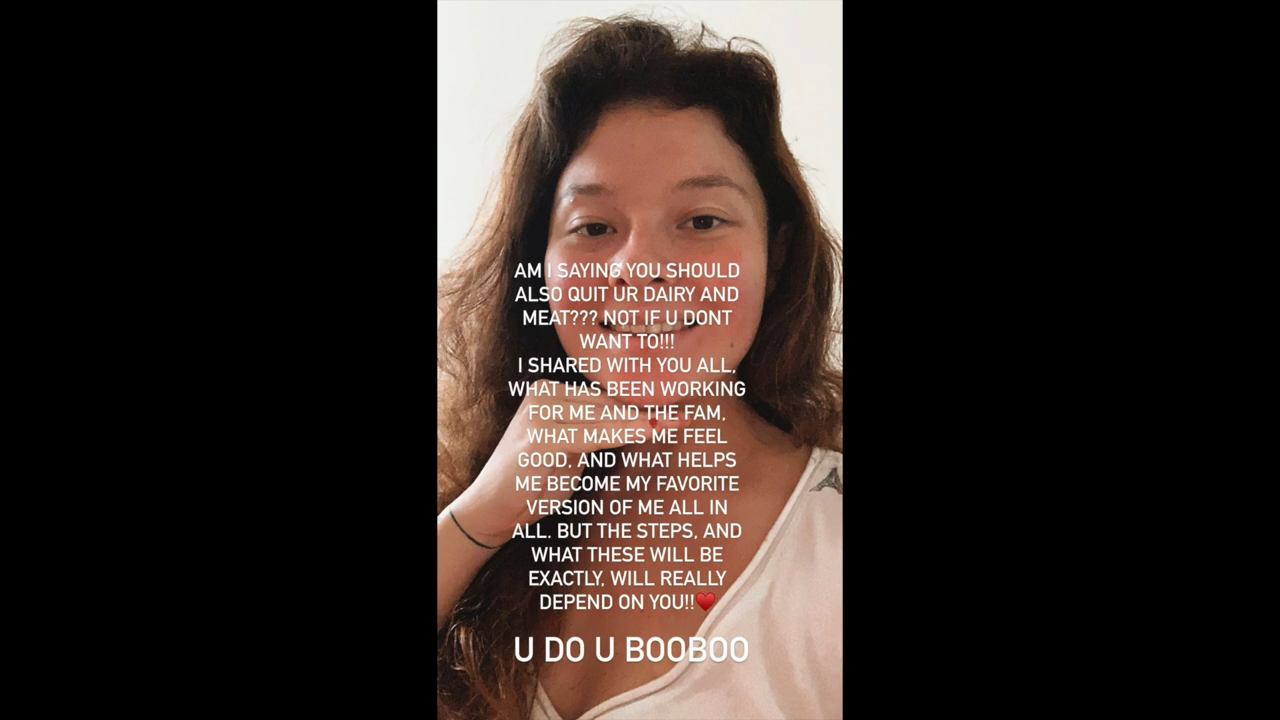 AM I SAYING YOU SHOULD
ALSO QUIT UR DAIRY AND
MEAT??? NOT IF U DONT
WANT TO!!!
I SHARED WITH YOU ALL,
WHAT HAS BEEN WORKING
FOR ME AND THE FAM,
WHAT MAKES ME FEEL
GOOD, AND WHAT HELPS
ME BECOME MY FAVORITE
VERSION OF ME ALL IN
ALL. BUT THE STEPS, AND
WHAT THESE WILL BE
EXACTLY, WILL REALLY
DEPEND ON YOU!!❤️
U DO U BOOBOO